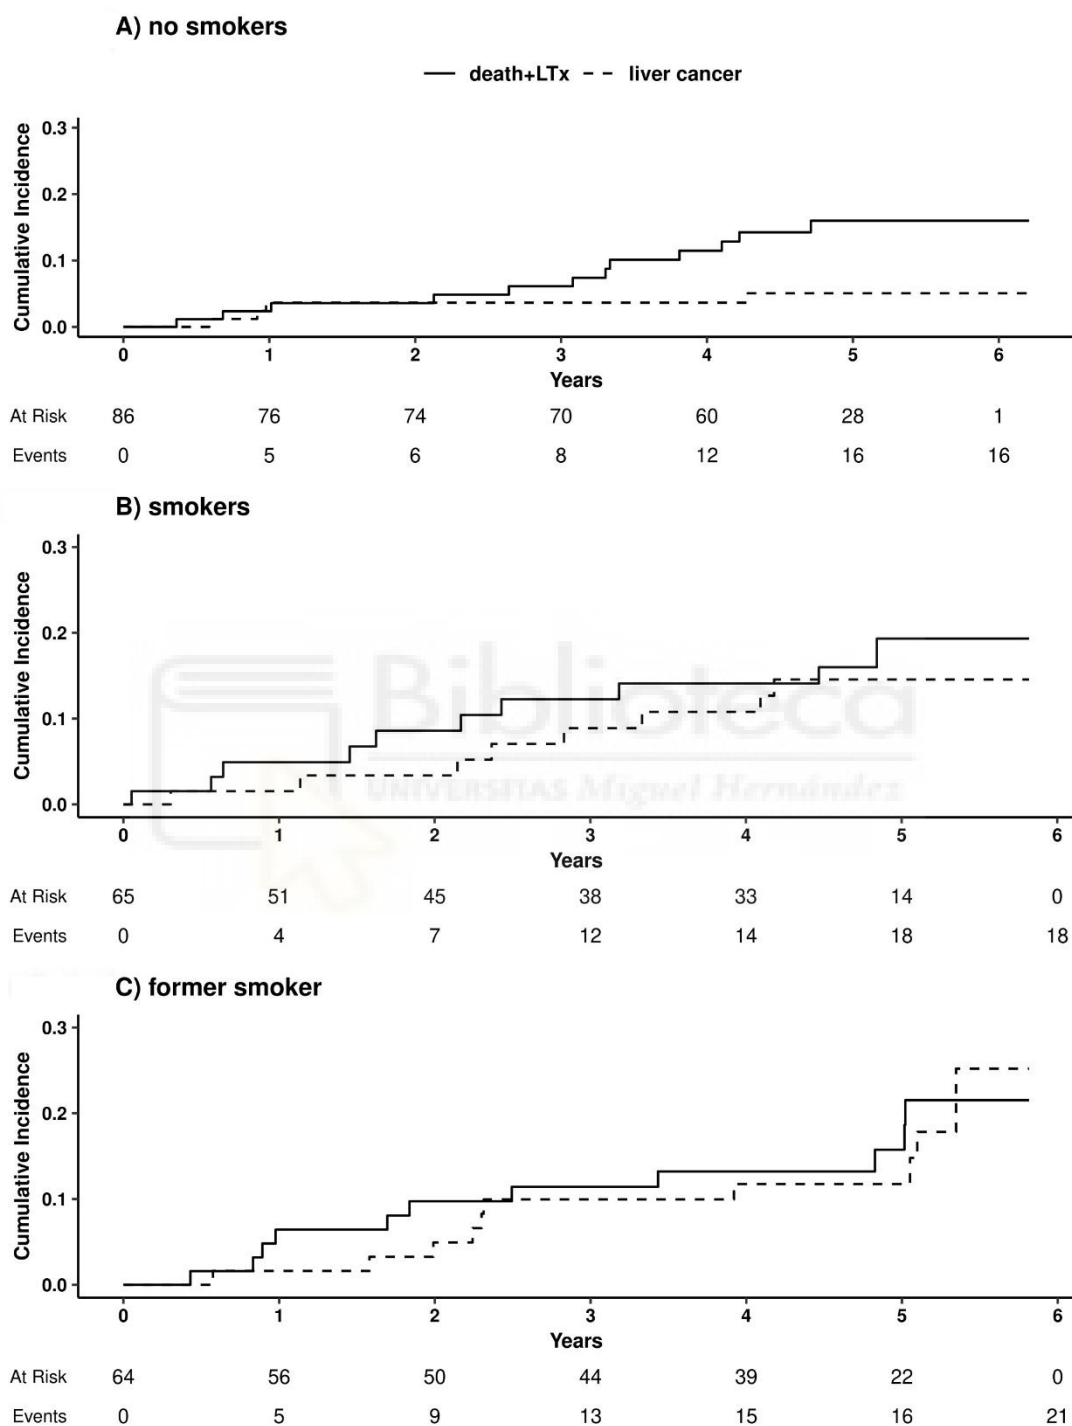 A) no smokers
death+LTx liver cancer
Cumulative Incidence
0.3
0.2
0.1
0.0
0 1 2 3 4 5 6
Years
At Risk 86 76 74 70 60 28 1
Events 0 5 6 8 12 16 16
B) smokers
Cumulative Incidence
0.3
0.2
0.1
0.0
Biblioteca
UNIVERSITAS Miguel Hernández
0 1 2 3 4 5 6
Years
At Risk 65 51 45 38 33 14 0
Events 0 4 7 12 14 18 18
C) former smoker
Cumulative Incidence
0.3
0.2
0.1
0.0
0 1 2 3 4 5 6
Years
At Risk 64 56 50 44 39 22 0
Events 0 5 9 13 15 16 21